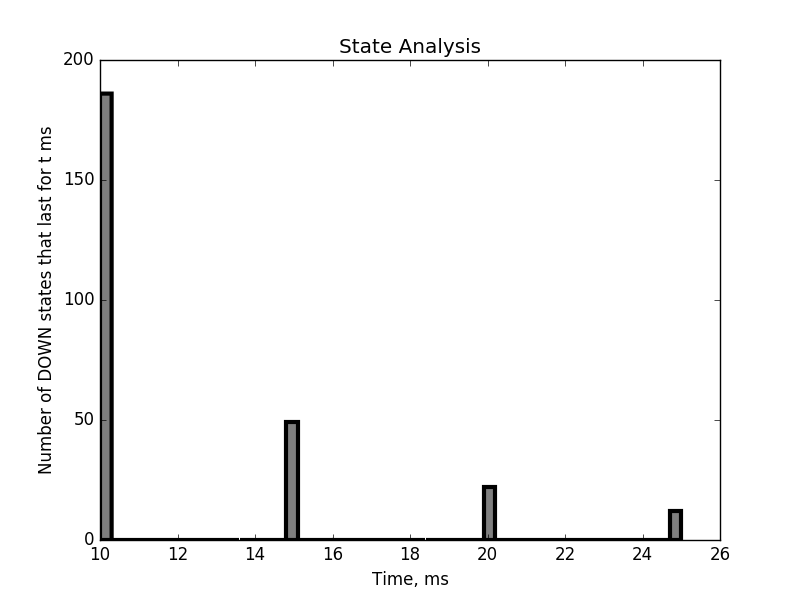 State Analysis
200
150
100
50
0
Number of DOWN states that last for t ms
10 12 14 16 18 20 22 24 26
Time, ms